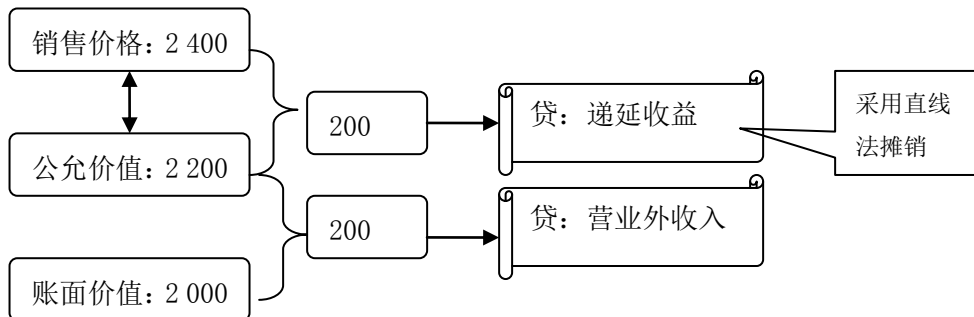 销售价格：2 400
公允价值：2 200
账面价值：2 000
200
200
贷：递延收益
贷：营业外收入
采用直线
法摊销